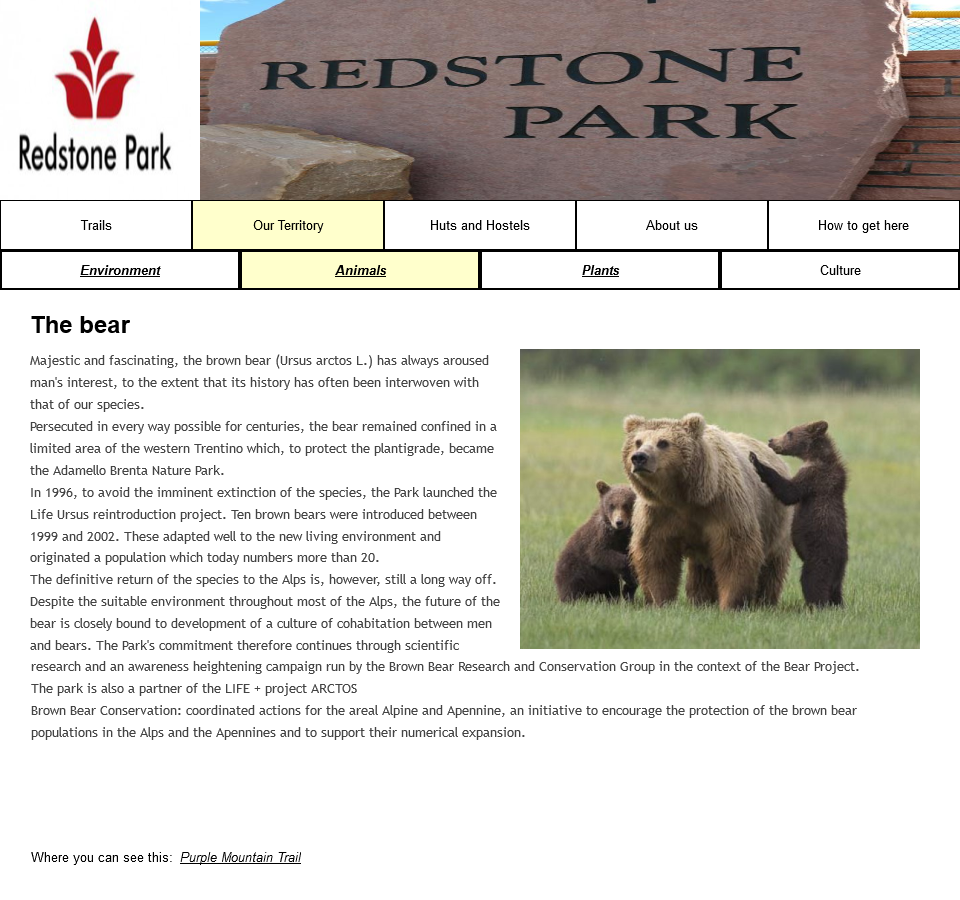 REDSTONE
PARK
Redstone Park
Trails
Our Territory
Huts and Hostels
About us
How to get here
Environment
Animals
Plants
Culture
The bear
Majestic and fascinating, the brown bear (Ursus arctos L.) has always aroused
man's interest, to the extent that its history has often been interwoven with
that of our species.
Persecuted in every way possible for centuries, the bear remained confined in a
limited area of the western Trentino which, to protect the plantigrade, became
the Adamello Brenta Nature Park.
In 1996, to avoid the imminent extinction of the species, the Park launched the
Life Ursus reintroduction project. Ten brown bears were introduced between
1999 and 2002. These adapted well to the new living environment and
originated a population which today numbers more than 20.
The definitive return of the species to the Alps is, however, still a long way off.
Despite the suitable environment throughout most of the Alps, the future of the
bear is closely bound to development of a culture of cohabitation between men
and bears. The Park's commitment therefore continues through scientific
research and an awareness heightening campaign run by the Brown Bear Research and Conservation Group in the context of the Bear Project.
The park is also a partner of the LIFE + project ARCTOS
Brown Bear Conservation: coordinated actions for the areal Alpine and Apennine, an initiative to encourage the protection of the brown bear
populations in the Alps and the Apennines and to support their numerical expansion.
Where you can see this: Purple Mountain Trail